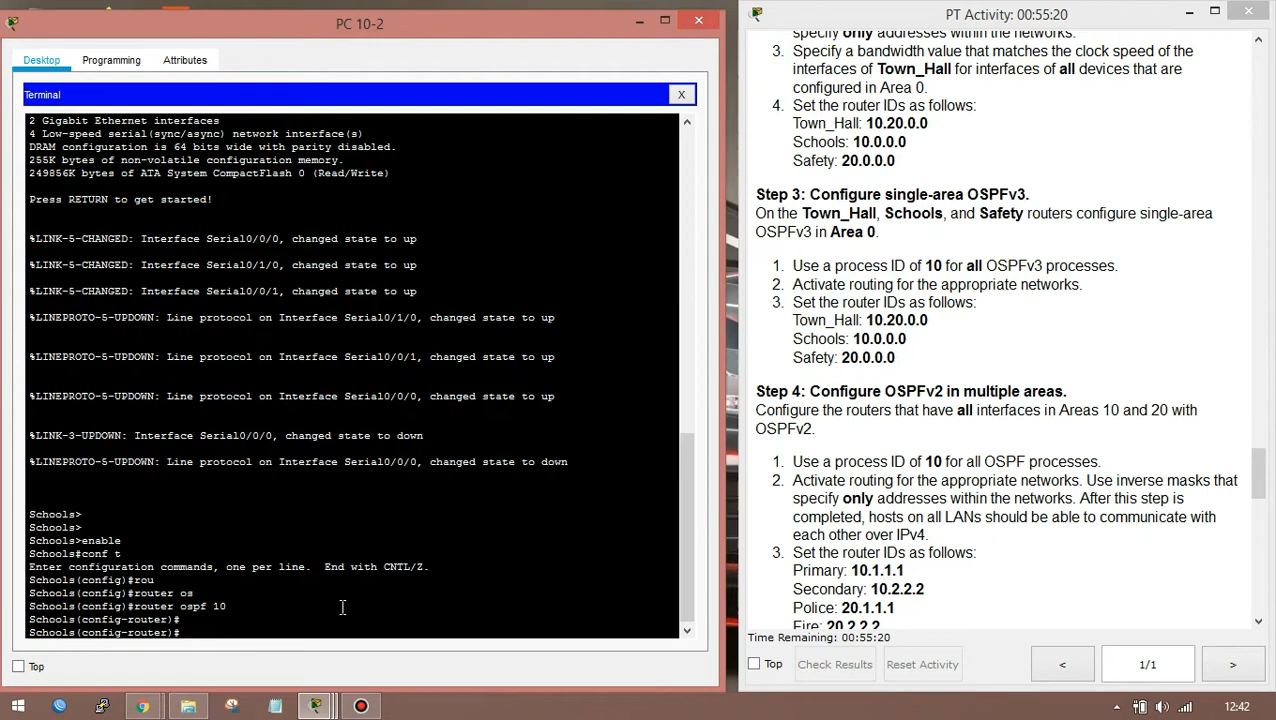 PC 10-2
Desktop
Programming
Attributes
Terminal
X
2 Gigabit Ethernet interfaces
4 Low-speed serial(sync/async) network interface(s)
DRAM configuration is 64 bits wide with parity disabled.
255K bytes of non-volatile configuration memory.
249856K bytes of ATA System CompactFlash 0 (Read/Write)
Press RETURN to get started!
%LINK-5-CHANGED: Interface Serial0/0/0, changed state to up
%LINK-5-CHANGED: Interface Serial0/1/0, changed state to up
%LINK-5-CHANGED: Interface Serial0/0/1, changed state to up
%LINEPROTO-5-UPDOWN: Line protocol on Interface Serial0/1/0, changed state to up
%LINEPROTO-5-UPDOWN: Line protocol on Interface Serial0/0/1, changed state to up
%LINEPROTO-5-UPDOWN: Line protocol on Interface Serial0/0/0, changed state to up
%LINK-3-UPDOWN: Interface Serial0/0/0, changed state to down
%LINEPROTO-5-UPDOWN: Line protocol on Interface Serial0/0/0, changed state to down
Schools>
Schools>
Schools>enable
Schools#conf t
Enter configuration commands, one per line.  End with CNTL/Z.
Schools(config)#rou
Schools(config)#router os
Schools(config)#router ospf 10
Schools(config-router)#
Schools(config-router)#
Top
PT Activity: 00:55:20
specify only addresses within the networks.
3. Specify a bandwidth value that matches the clock speed of the
interfaces of Town_Hall for interfaces of all devices that are
configured in Area 0.
4. Set the router IDs as follows:
Town_Hall: 10.20.0.0
Schools: 10.0.0.0
Safety: 20.0.0.0
Step 3: Configure single-area OSPFv3.
On the Town_Hall, Schools, and Safety routers configure single-area
OSPFv3 in Area 0.
1. Use a process ID of 10 for all OSPFv3 processes.
2. Activate routing for the appropriate networks.
3. Set the router IDs as follows:
Town_Hall: 10.20.0.0
Schools: 10.0.0.0
Safety: 20.0.0.0
Step 4: Configure OSPFv2 in multiple areas.
Configure the routers that have all interfaces in Areas 10 and 20 with
OSPFv2.
1. Use a process ID of 10 for all OSPF processes.
2. Activate routing for the appropriate networks. Use inverse masks that
specify only addresses within the networks. After this step is
completed, hosts on all LANs should be able to communicate with
each other over IPv4.
3. Set the router IDs as follows:
Primary: 10.1.1.1
Secondary: 10.2.2.2
Police: 20.1.1.1
Fire: 20.2.2.2
Time Remaining: 00:55:20
Top
Check Results
Reset Activity
<
1/1
>
12:42